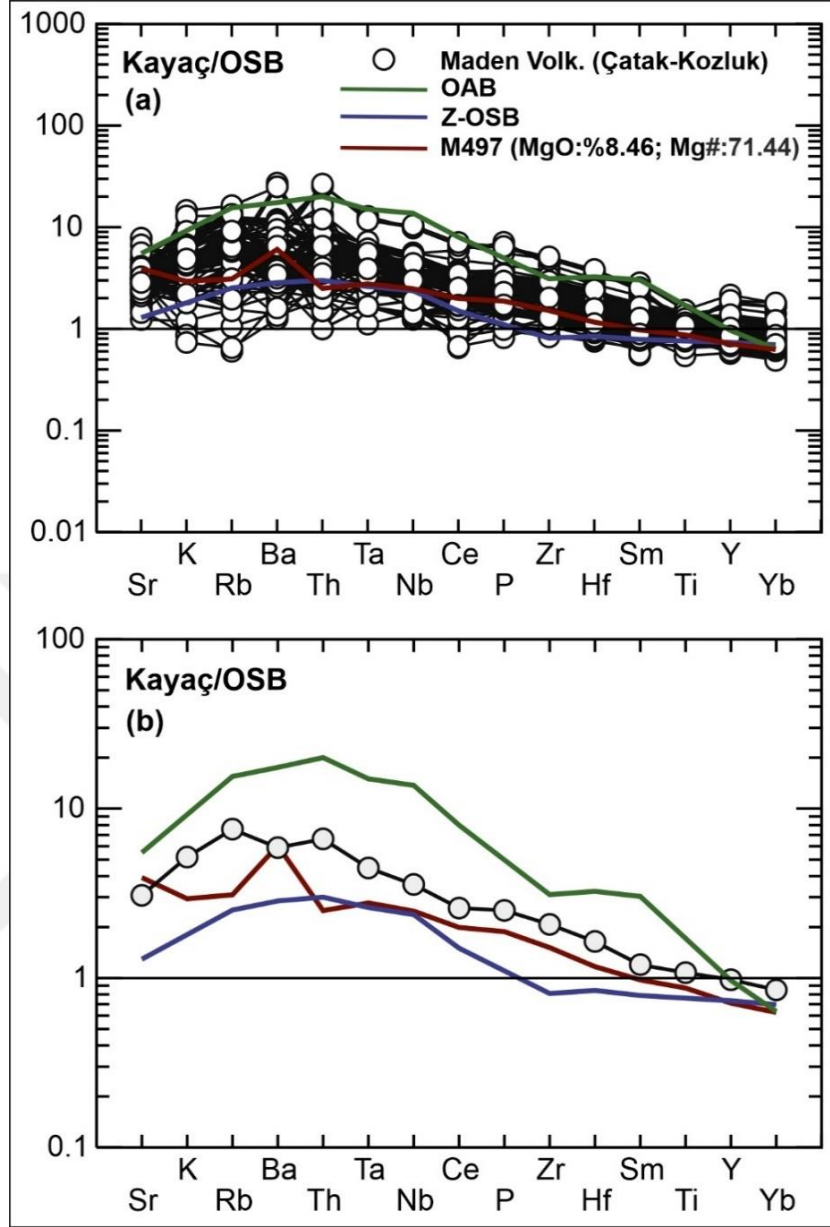 1000
Kayaç/OSB
(a)
Maden Volk. (Çatak-Kozluk)
OAB
Z-OSB
M497 (MgO:%8.46; Mg#:71.44)
100
10
1
0.1
0.01
K Ba Ta Ce Zr Sm Y
Sr Rb Th Nb P Hf Ti Yb
100
Kayaç/OSB
(b)
10
1
0.1
K Ba Ta Ce Zr Sm Y
Sr Rb Th Nb P Hf Ti Yb